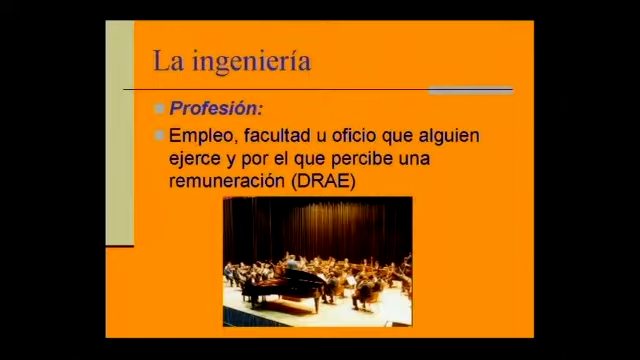 La ingeniería
Profesión:
Empleo, facultad u oficio que alguien
ejerce y por el que percibe una
remuneración (DRAE)